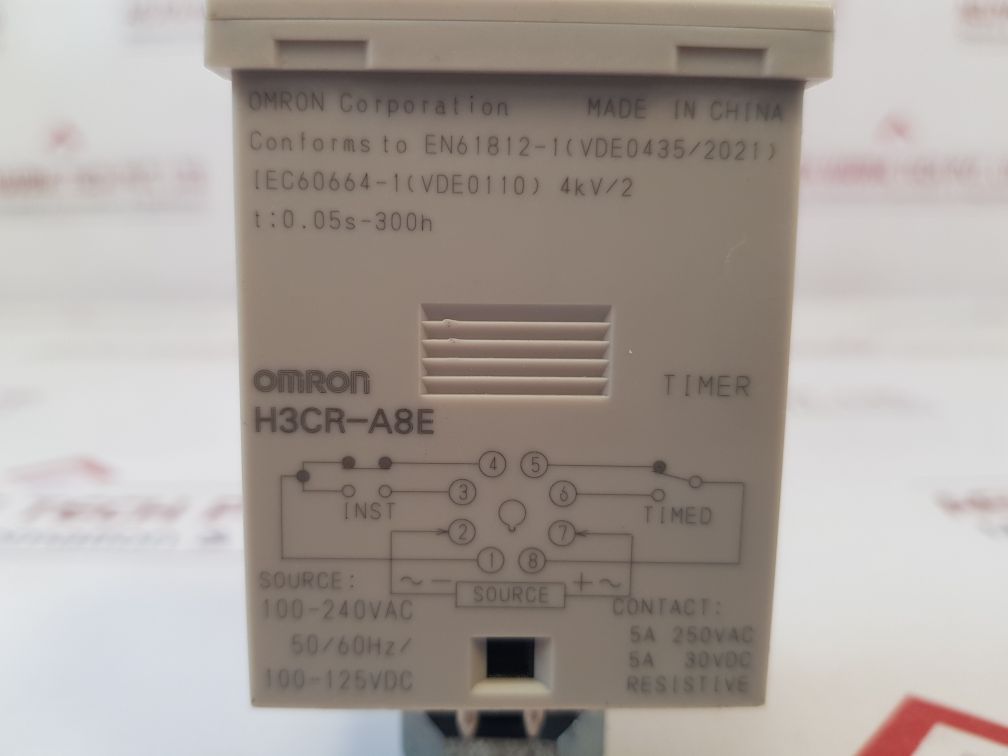 OMRON Corporation MADE IN CHINA
Conforms to EN61812-1(VDE0435/2021)
IEC60664-1(VDE0110) 4kV/2
t:0.05s-300h
omron TIMER
H3CR-A8E
4 5
3 6
INST TIMED
2 7
1 8
~ - SOURCE + ~
SOURCE: CONTACT:
100-240VAC 5A 250VAC
50/60Hz/ 5A 30VDC
100-125VDC RESISTIVE